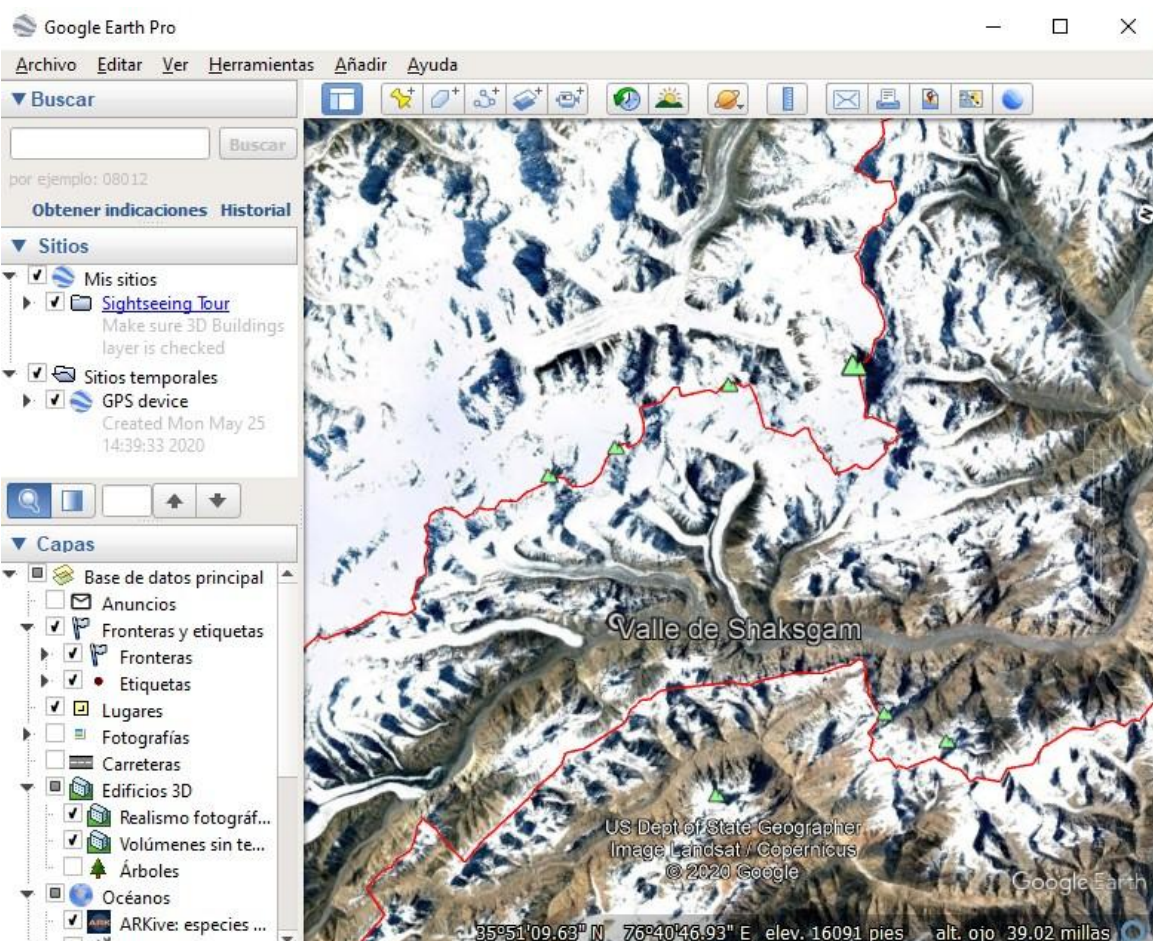 Google Earth Pro
Archivo Editar Ver Herramientas Añadir Ayuda
Buscar
Buscar
por ejemplo: 08012
Obtener indicaciones Historial
Sitios
Mis sitios
Sightseeing Tour
Make sure 3D Buildings
layer is checked
Sitios temporales
GPS device
Created Mon May 25
14:39:33 2020
Capas
Base de datos principal
Anuncios
Fronteras y etiquetas
Fronteras
Etiquetas
Lugares
Fotografías
Carreteras
Edificios 3D
Realismo fotográf...
Volúmenes sin te...
Árboles
Océanos
ARKive: especies ...
N
Valle de Shaksgam
US Dept of State Geographer
Image Landsat / Copernicus
© 2020 Google
Google Earth
35°51'09.63" N 76°40'46.93" E elev. 16091 pies alt. ojo 39.02 millas